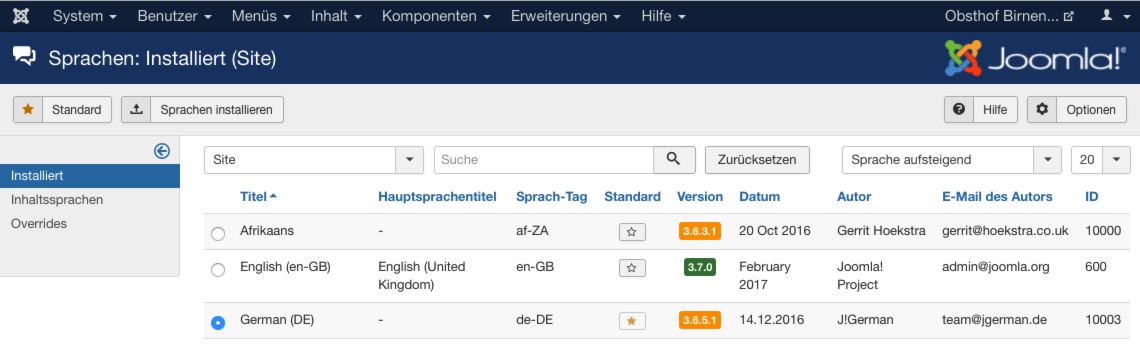 System Benutzer Menüs Inhalt Komponenten Erweiterungen Hilfe Obsthof Birnen...
Sprachen: Installiert (Site) Joomla!®
Standard Sprachen installieren Hilfe Optionen
Site Suche Zurücksetzen Sprache aufsteigend 20
Installiert
Inhaltssprachen
Overrides
Titel Hauptsprachentitel Sprach-Tag Standard Version Datum Autor E-Mail des Autors ID
Afrikaans - af-ZA 3.6.3.1 20 Oct 2016 Gerrit Hoekstra gerrit@hoekstra.co.uk 10000
English (en-GB) English (United en-GB 3.7.0 February Joomla! admin@joomla.org 600
Kingdom) 2017 Project
German (DE) - de-DE 3.6.5.1 14.12.2016 J!German team@jgerman.de 10003